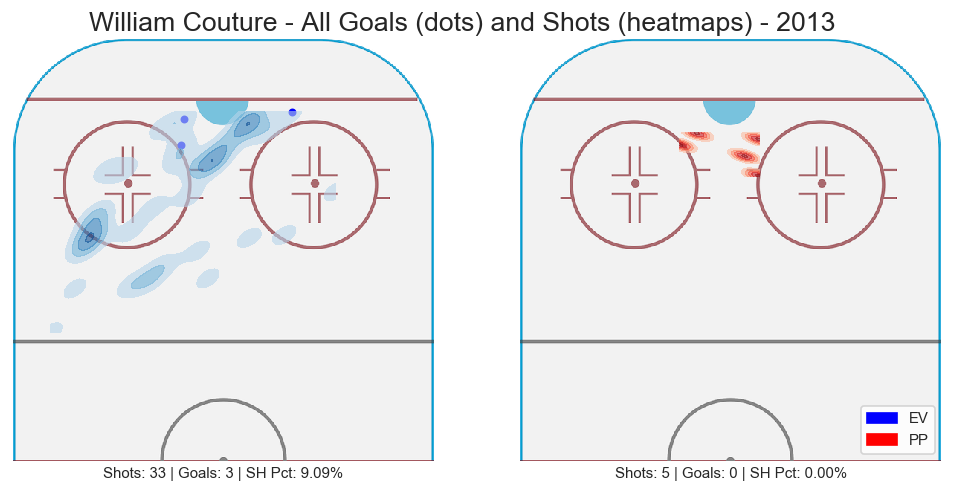 William Couture - All Goals (dots) and Shots (heatmaps) - 2013
EV
PP
Shots: 33 | Goals: 3 | SH Pct: 9.09%
Shots: 5 | Goals: 0 | SH Pct: 0.00%